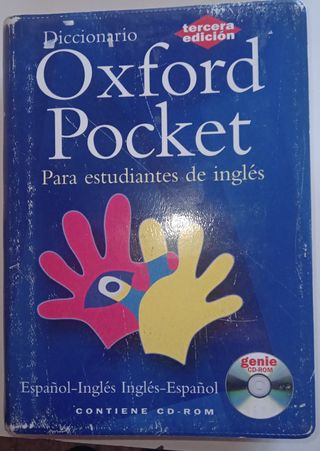 Diccionario
tercera
edición
Oxford
Pocket
Para estudiantes de inglés
genie
CD-ROM
Español-Inglés Inglés-Español
CONTIENE CD-ROM